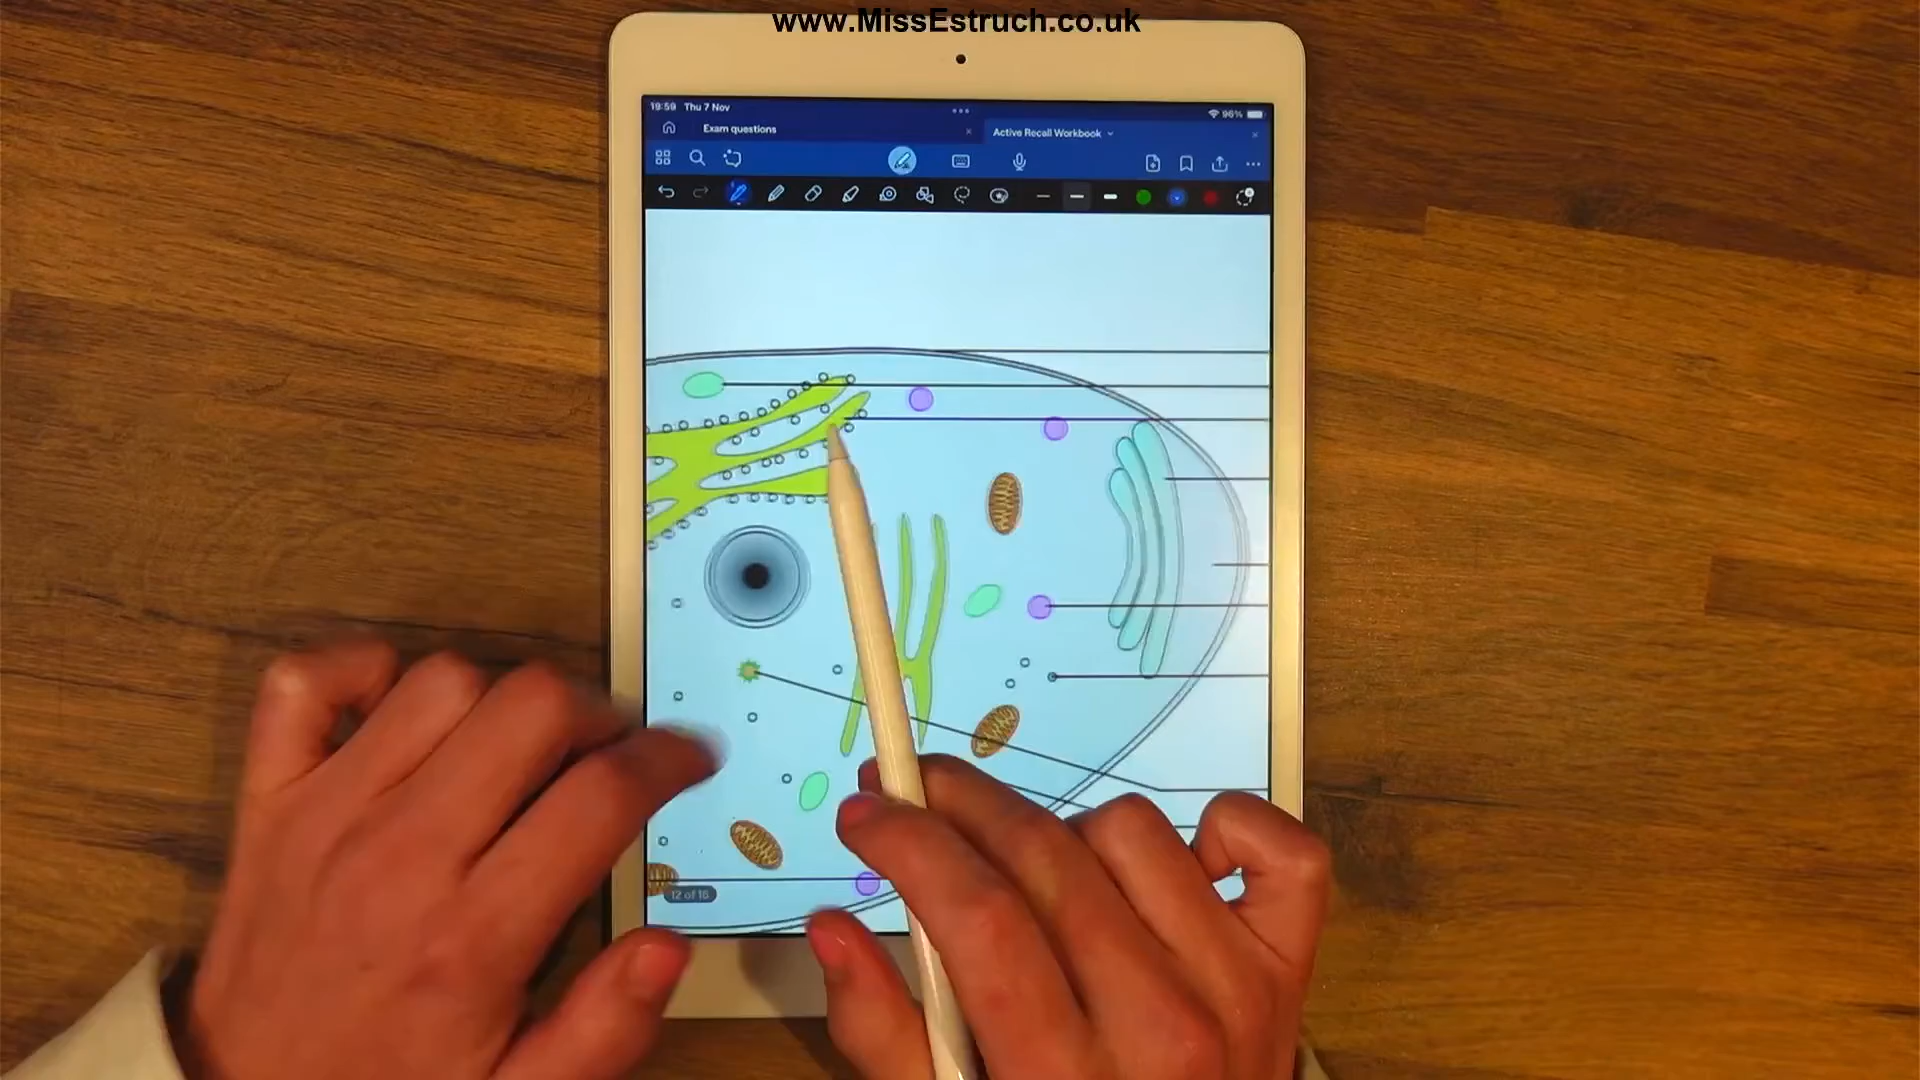 www.MissEstruch.co.uk
19:59 Thu 7 Nov
96%
Exam questions
Active Recall Workbook
12 of 16